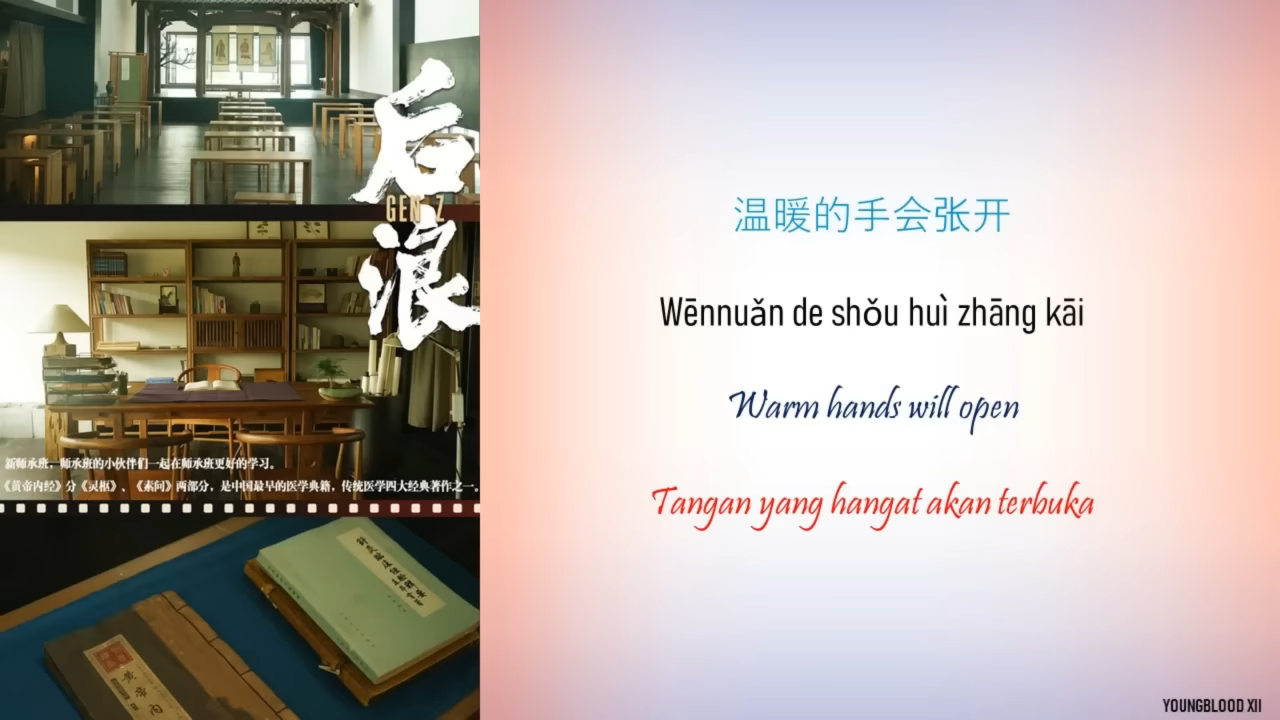 后浪
GEN Z
新师承班，师承班的小伙伴们一起在师承班更好的学习。
《黄帝内经》分《灵枢》、《素问》两部分，是中国最早的医学典籍，传统医学四大经典著作之一。
黄帝内
温暖的手会张开
Wēnnuǎn de shǒu huì zhāng kāi
Warm hands will open
Tangan yang hangat akan terbuka
YOUNGBLOOD XII